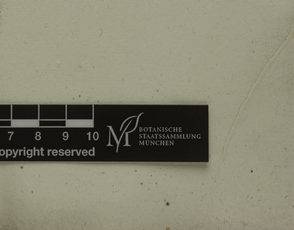 7 8 9 10
opyright reserved
M
BOTANISCHE
STAATSSAMMLUNG
MÜNCHEN